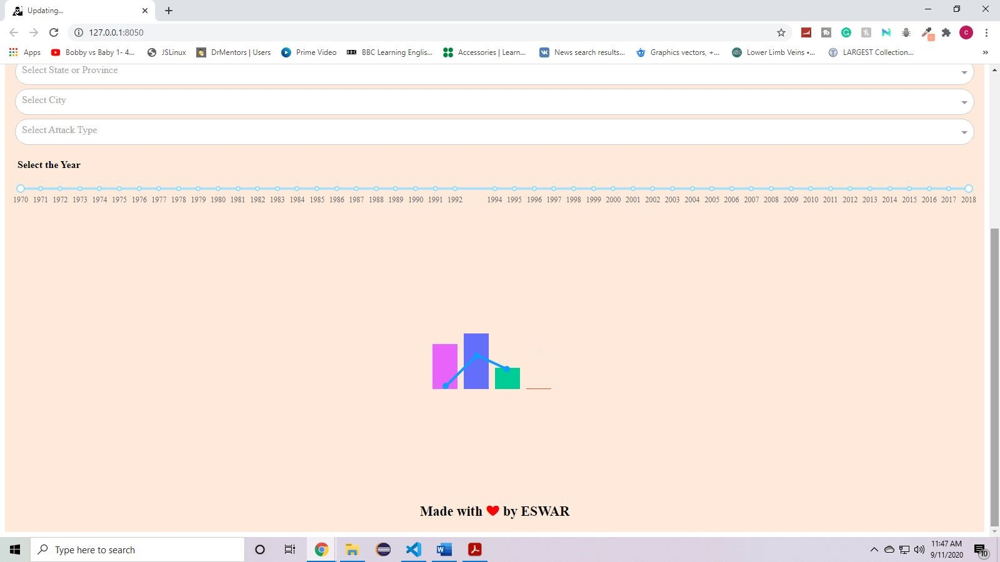 Updating...
127.0.0.1:8050
Apps Bobby vs Baby 1- 4... JSLinux DrMentors | Users Prime Video BBC BBC Learning Englis... Accessories | Learn... News search results... Graphics vectors, +... Lower Limb Veins •... LARGEST Collection... »
Select State or Province
Select City
Select Attack Type
Select the Year
1970 1971 1972 1973 1974 1975 1976 1977 1978 1979 1980 1981 1982 1983 1984 1985 1986 1987 1988 1989 1990 1991 1992 1994 1995 1996 1997 1998 1999 2000 2001 2002 2003 2004 2005 2006 2007 2008 2009 2010 2011 2012 2013 2014 2015 2016 2017 2018
Made with ❤ by ESWAR
Type here to search
11:47 AM
9/11/2020
10